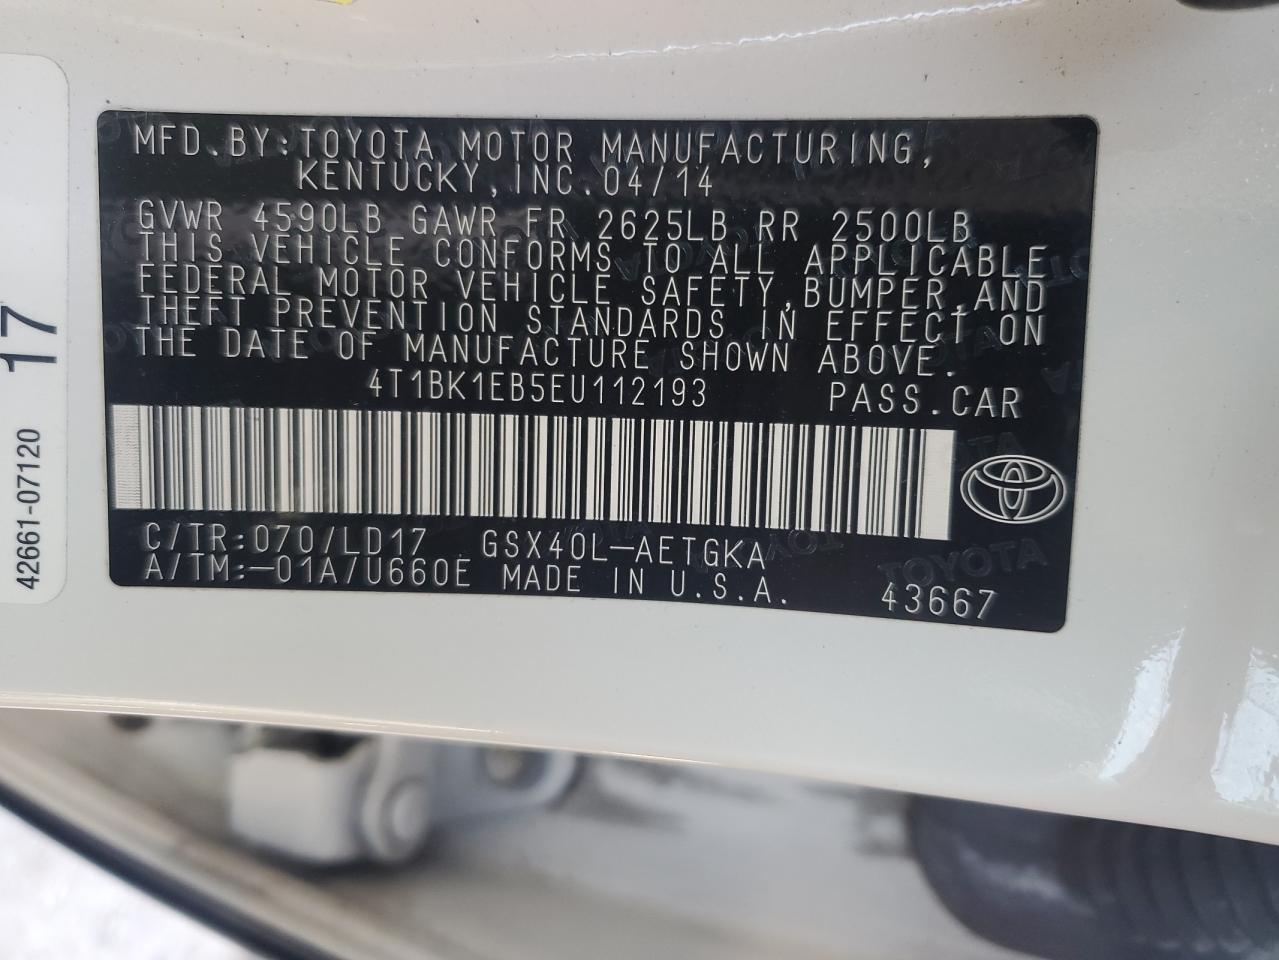 MFD.BY:TOYOTA MOTOR MANUFACTURING,
KENTUCKY,INC.04/14
GVWR 4590LB GAWR FR 2625LB RR 2500LB
THIS VEHICLE CONFORMS TO ALL APPLICABLE
FEDERAL MOTOR VEHICLE SAFETY,BUMPER,AND
THEFT PREVENTION STANDARDS IN EFFECT ON
THE DATE OF MANUFACTURE SHOWN ABOVE.
4T1BK1EB5EU112193 PASS.CAR
C/TR:070/LD17 GSX40L-AETGKA
A/TM:-01A/U660E MADE IN U.S.A. 43667
TOYOTA
42661-07120 17